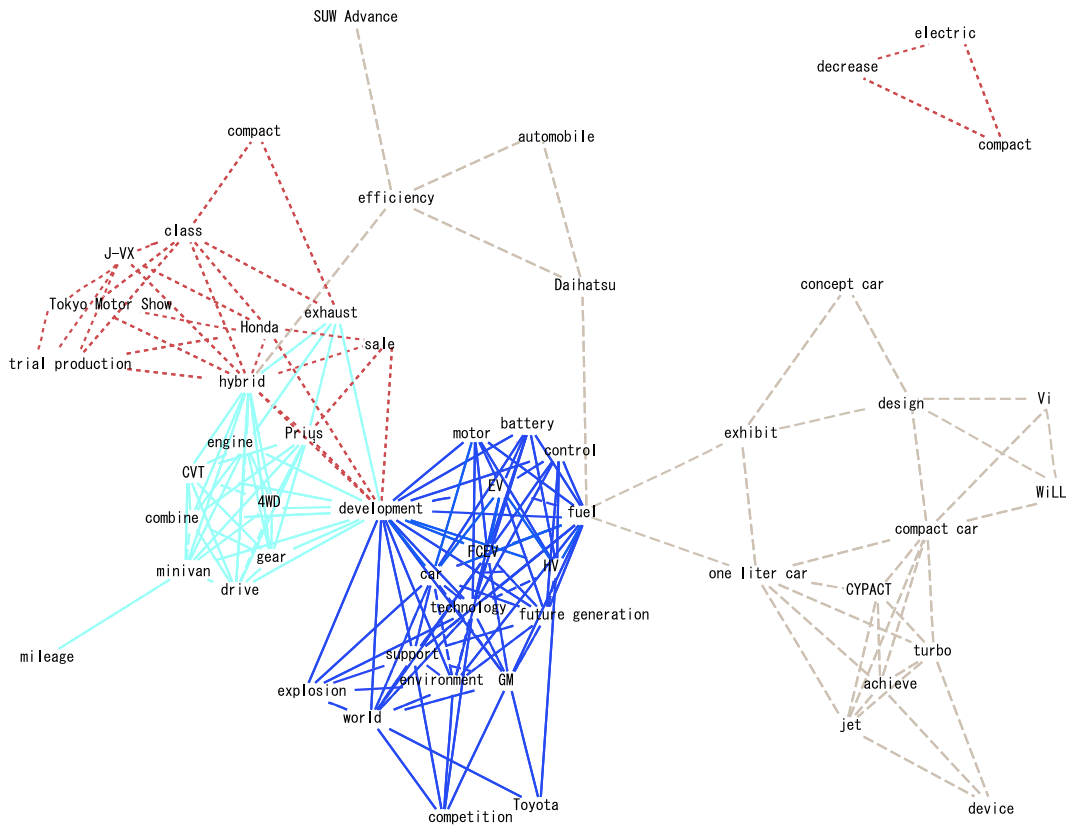 SUW Advance
electric
decrease
compact
automobile
compact
efficiency
class
J-VX
Daihatsu
concept car
Tokyo Motor Show
exhaust
Honda
sale
trial production
hybrid
Vi
design
battery
exhibit
motor
Prius
engine
control
CVT
EV
WiLL
4WD
development
fuel
combine
compact car
FCEV
gear
HV
minivan
car
one liter car
drive
CYPACT
technology
future generation
turbo
mileage
support
environment
GM
achieve
explosion
world
jet
Toyota
device
competition